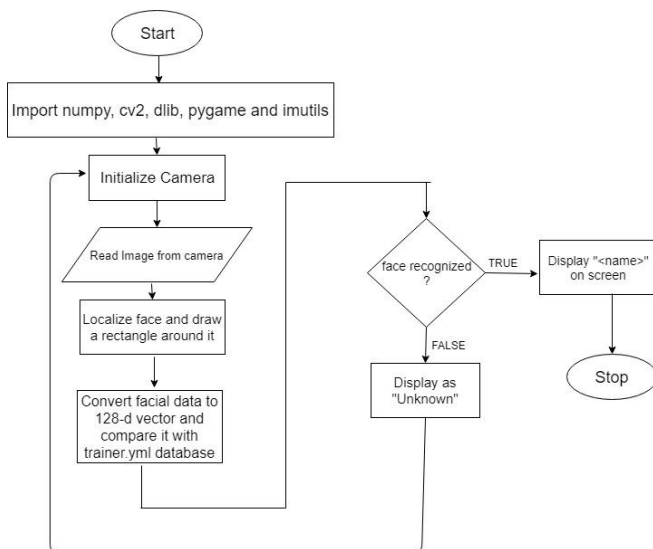 Start
Import numpy, cv2, dlib, pygame and imutils
Initialize Camera
Read Image from camera
Localize face and draw
a rectangle around it
Convert facial data to
128-d vector and
compare it with
trainer.yml database
face recognized
?
TRUE
Display "<name>"
on screen
FALSE
Display as
"Unknown"
Stop